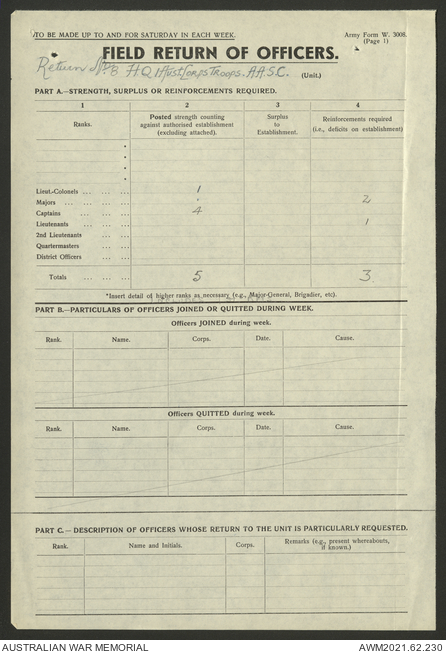 TO BE MADE UP TO AND FOR SATURDAY IN EACH WEEK.
Army Form W. 3008.
(Page 1)
FIELD RETURN OF OFFICERS.
Return HQ 1 Aust. Corps Troops. A.A.S.C. (Unit.)
PART A.—STRENGTH, SURPLUS OR REINFORCEMENTS REQUIRED.
1 2 3 4
Ranks. Posted strength counting against authorised establishment (excluding attached). Surplus to Establishment. Reinforcements required (i.e., deficits on establishment)
Lieut.-Colonels ... ... ... 1
Majors ... ... ... ... 2
Captains ... ... ... 4
Lieutenants ... ... ... 1
2nd Lieutenants ... ...
Quartermasters ... ...
District Officers ... ...
Totals ... ... ... 5 3
*Insert detail of higher ranks as necessary (e.g., Major-General, Brigadier, etc).
PART B.—PARTICULARS OF OFFICERS JOINED OR QUITTED DURING WEEK.
Officers JOINED during week.
Rank. Name. Corps. Date. Cause.
Officers QUITTED during week.
Rank. Name. Corps. Date. Cause.
PART C.—DESCRIPTION OF OFFICERS WHOSE RETURN TO THE UNIT IS PARTICULARLY REQUESTED.
Rank. Name and Initials. Corps. Remarks (e.g., present whereabouts, if known.)
AUSTRALIAN WAR MEMORIAL
AWM2021.62.230